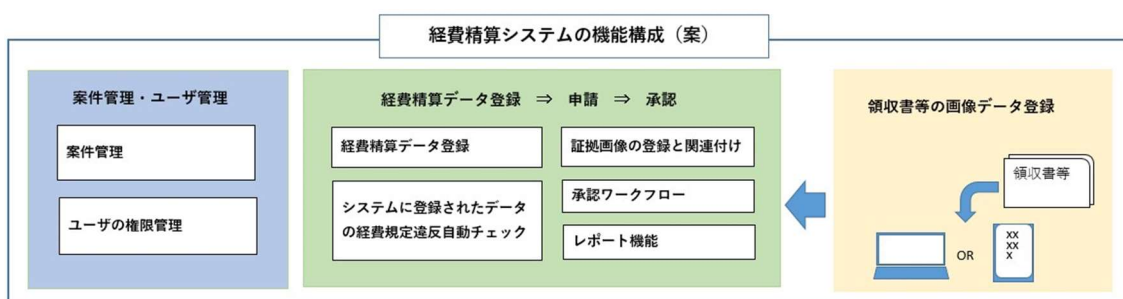 経費精算システムの機能構成（案）
案件管理・ユーザ管理
案件管理
ユーザの権限管理
経費精算データ登録 ⇒ 申請 ⇒ 承認
経費精算データ登録
システムに登録されたデータ
の経費規定違反自動チェック
証拠画像の登録と関連付け
承認ワークフロー
レポート機能
領収書等の画像データ登録
領収書等
OR
xx
xx
x